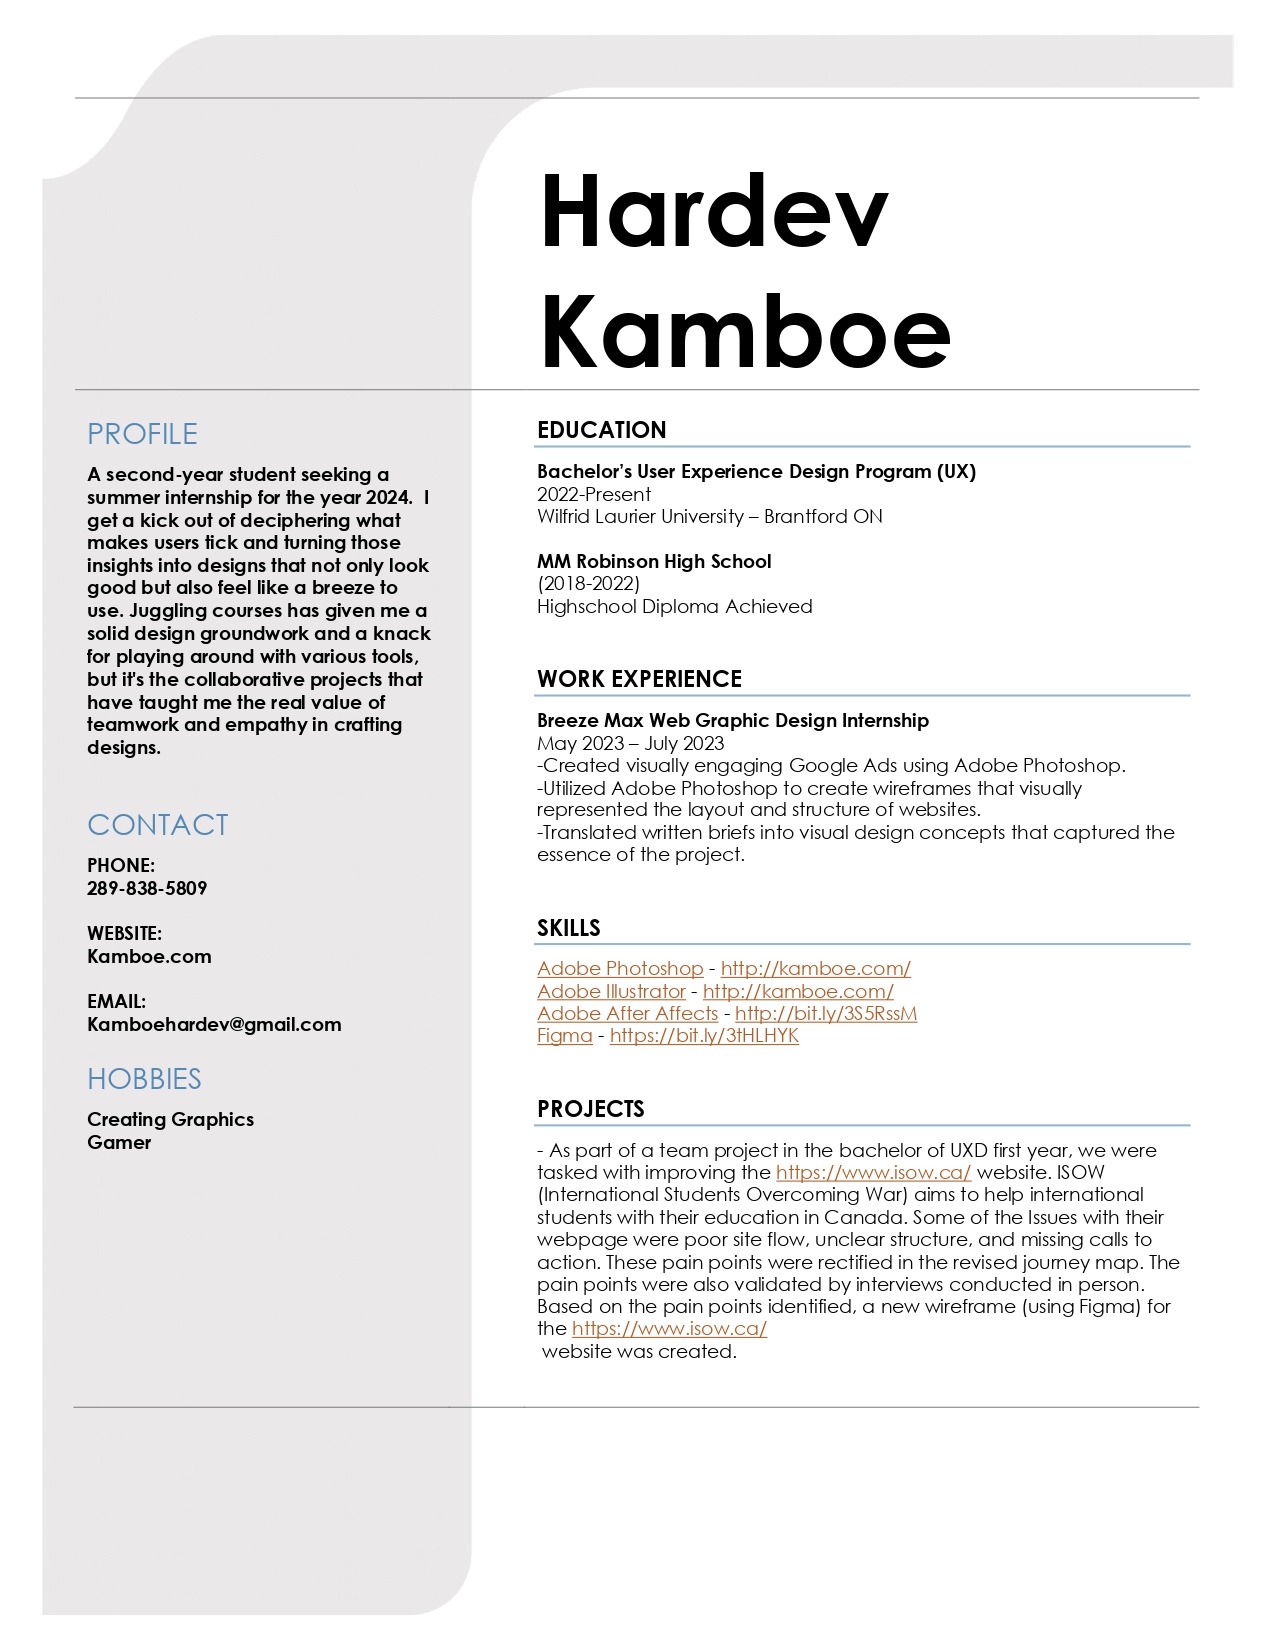 Hardev
Kamboe
PROFILE
A second-year student seeking a
summer internship for the year 2024.  I
get a kick out of deciphering what
makes users tick and turning those
insights into designs that not only look
good but also feel like a breeze to
use. Juggling courses has given me a
solid design groundwork and a knack
for playing around with various tools,
but it's the collaborative projects that
have taught me the real value of
teamwork and empathy in crafting
designs.
CONTACT
PHONE:
289-838-5809
WEBSITE:
Kamboe.com
EMAIL:
Kamboehardev@gmail.com
HOBBIES
Creating Graphics
Gamer
EDUCATION
Bachelor’s User Experience Design Program (UX)
2022-Present
Wilfrid Laurier University – Brantford ON
MM Robinson High School
(2018-2022)
Highschool Diploma Achieved
WORK EXPERIENCE
Breeze Max Web Graphic Design Internship
May 2023 – July 2023
-Created visually engaging Google Ads using Adobe Photoshop.
-Utilized Adobe Photoshop to create wireframes that visually
represented the layout and structure of websites.
-Translated written briefs into visual design concepts that captured the
essence of the project.
SKILLS
Adobe Photoshop - http://kamboe.com/
Adobe Illustrator - http://kamboe.com/
Adobe After Affects - http://bit.ly/3S5RssM
Figma - https://bit.ly/3tHLHYK
PROJECTS
- As part of a team project in the bachelor of UXD first year, we were
tasked with improving the https://www.isow.ca/ website. ISOW
(International Students Overcoming War) aims to help international
students with their education in Canada. Some of the Issues with their
webpage were poor site flow, unclear structure, and missing calls to
action. These pain points were rectified in the revised journey map. The
pain points were also validated by interviews conducted in person.
Based on the pain points identified, a new wireframe (using Figma) for
the https://www.isow.ca/
website was created.